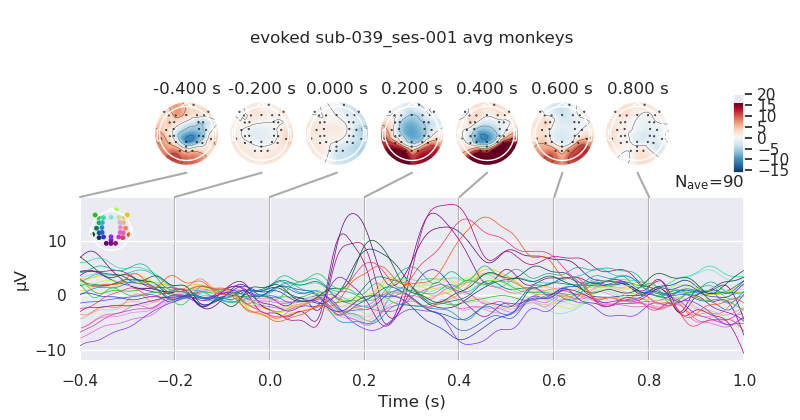 evoked sub-039_ses-001 avg monkeys
-0.400 s -0.200 s 0.000 s 0.200 s 0.400 s 0.600 s 0.800 s
20
15
10
5
0
−5
−10
−15
Nave=90
10
0
−10
µV
−0.4 −0.2 0.0 0.2 0.4 0.6 0.8 1.0
Time (s)